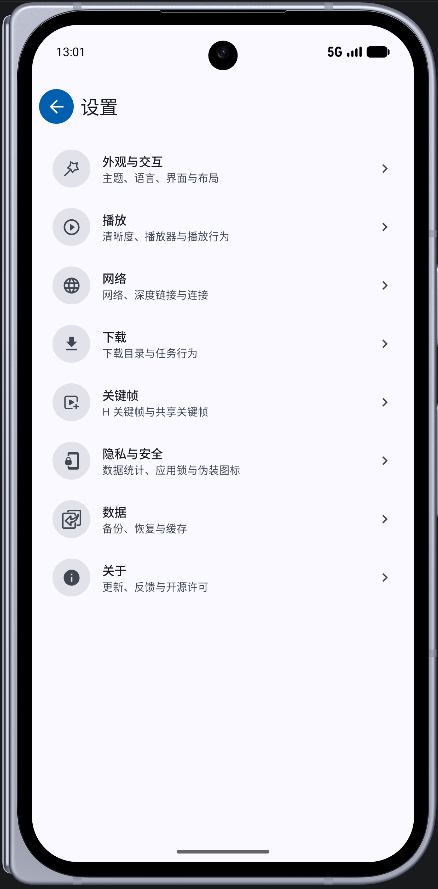 13:01
5G
设置
外观与交互
主题、语言、界面与布局
播放
清晰度、播放器与播放行为
网络
网络、深度链接与连接
下载
下载目录与任务行为
关键帧
H 关键帧与共享关键帧
隐私与安全
数据统计、应用锁与伪装图标
数据
备份、恢复与缓存
关于
更新、反馈与开源许可